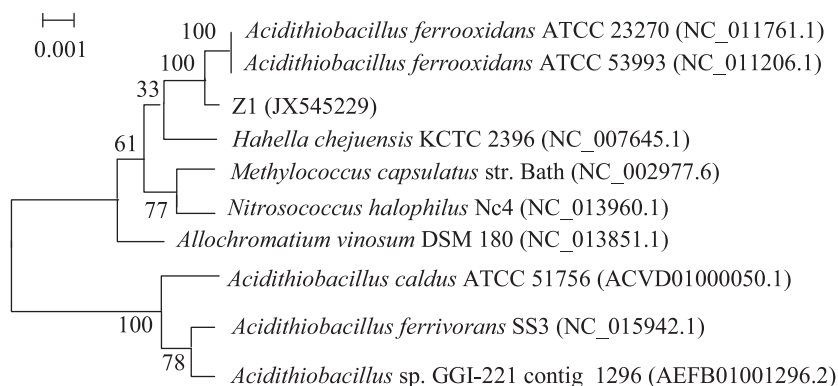 100
Acidithiobacillus ferrooxidans ATCC 23270 (NC_011761.1)
0.001
100
Acidithiobacillus ferrooxidans ATCC 53993 (NC_011206.1)
33
Z1 (JX545229)
61
Hahella chejuensis KCTC 2396 (NC_007645.1)
Methylococcus capsulatus str. Bath (NC_002977.6)
77
Nitrosococcus halophilus Nc4 (NC_013960.1)
Allochromatium vinosum DSM 180 (NC_013851.1)
Acidithiobacillus caldus ATCC 51756 (ACVD01000050.1)
100
Acidithiobacillus ferrivorans SS3 (NC_015942.1)
78
Acidithiobacillus sp. GGI-221 contig_1296 (AEFB01001296.2)